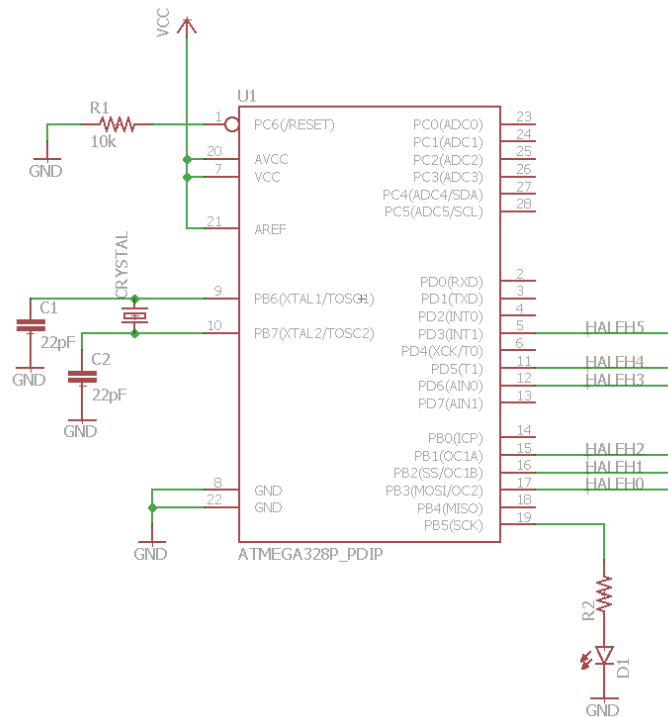 VCC
U1
R1
10k
GND
1
PC6(/RESET)
20
AVCC
7
VCC
21
AREF
CRYSTAL
9
PB6(XTAL1/TOSC1)
10
PB7(XTAL2/TOSC2)
C1
22pF
GND
C2
22pF
GND
8
GND
22
GND
GND
ATMEGA328P_PDIP
PC0(ADC0)
23
PC1(ADC1)
24
PC2(ADC2)
25
PC3(ADC3)
26
PC4(ADC4/SDA)
27
PC5(ADC5/SCL)
28
PD0(RXD)
2
PD1(TXD)
3
PD2(INT0)
4
PD3(INT1)
5
HALFH5
PD4(XCK/T0)
6
PD5(T1)
11
HALFH4
PD6(AIN0)
12
HALFH3
PD7(AIN1)
13
PB0(ICP)
14
PB1(OC1A)
15
HALFH2
PB2(SS/OC1B)
16
HALFH1
PB3(MOSI/OC2)
17
HALFH0
PB4(MISO)
18
PB5(SCK)
19
R2
D1
GND